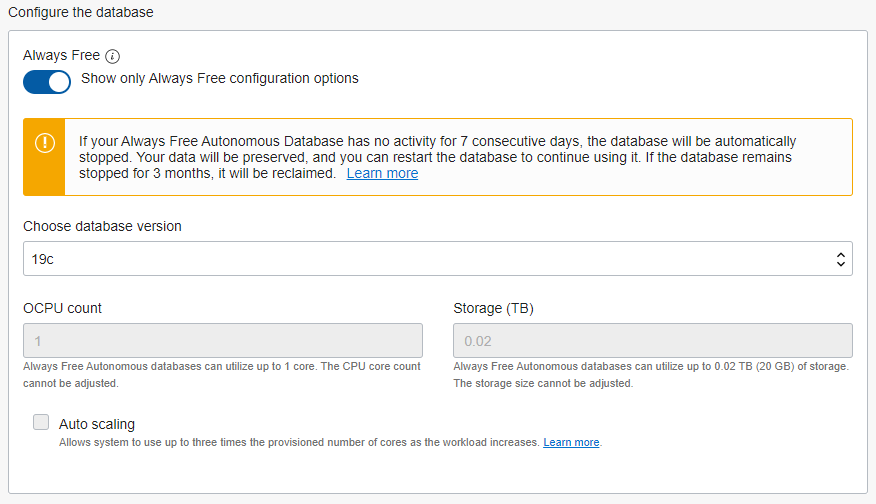 Configure the database
Always Free
Show only Always Free configuration options
If your Always Free Autonomous Database has no activity for 7 consecutive days, the database will be automatically
stopped. Your data will be preserved, and you can restart the database to continue using it. If the database remains
stopped for 3 months, it will be reclaimed. Learn more
Choose database version
19c
OCPU count
1
Always Free Autonomous databases can utilize up to 1 core. The CPU core count
cannot be adjusted.
Storage (TB)
0.02
Always Free Autonomous databases can utilize up to 0.02 TB (20 GB) of storage.
The storage size cannot be adjusted.
Auto scaling
Allows system to use up to three times the provisioned number of cores as the workload increases. Learn more.